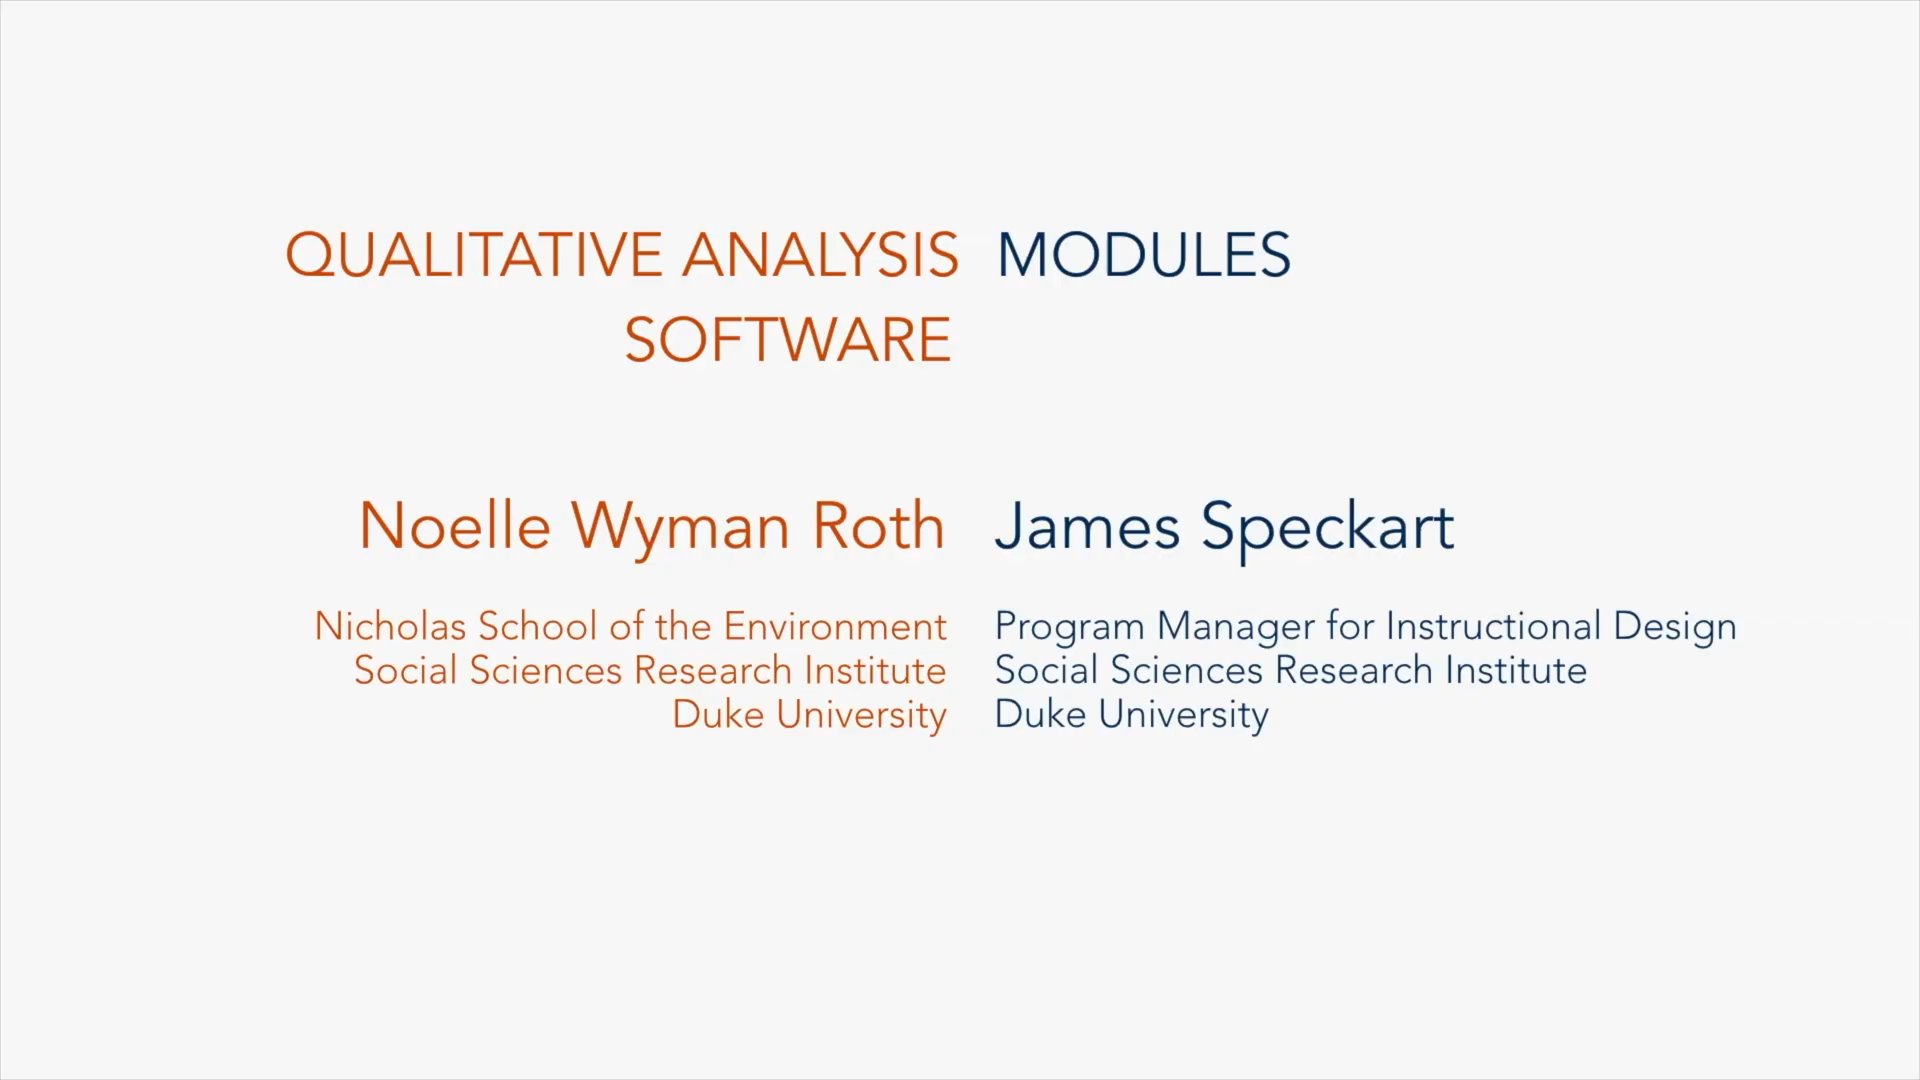 QUALITATIVE ANALYSIS MODULES
SOFTWARE
Noelle Wyman Roth
Nicholas School of the Environment
Social Sciences Research Institute
Duke University
James Speckart
Program Manager for Instructional Design
Social Sciences Research Institute
Duke University